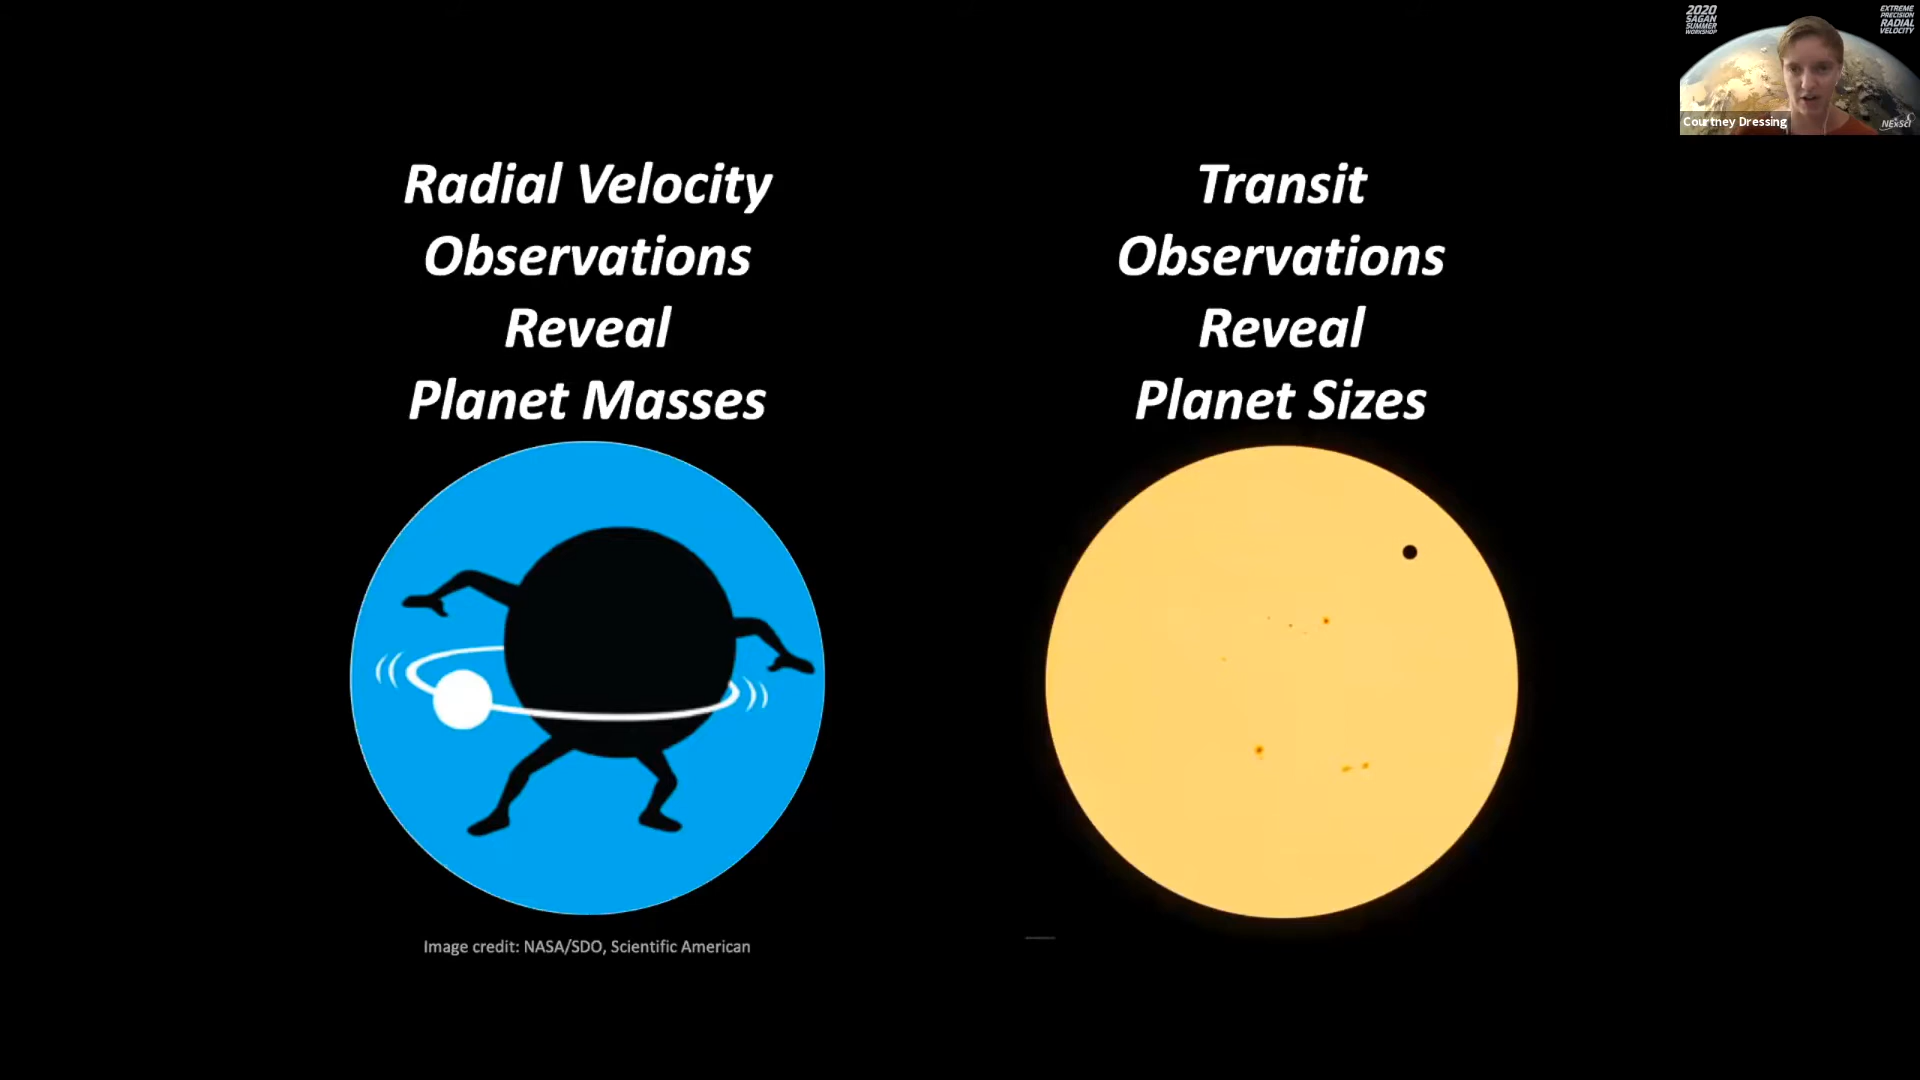 Radial Velocity
Observations
Reveal
Planet Masses
Transit
Observations
Reveal
Planet Sizes
Image credit: NASA/SDO, Scientific American
2020
SAGAN
SUMMER
WORKSHOP
EXTREME
PRECISION
RADIAL
VELOCITY
Courtney Dressing
NExScI